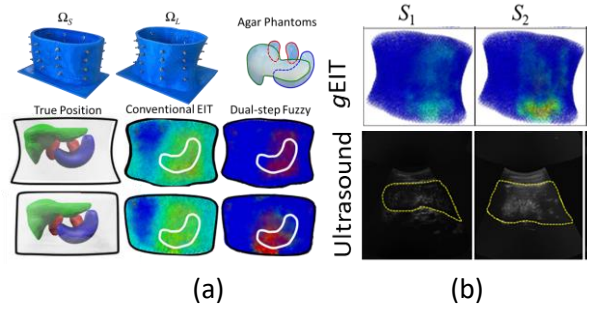 Ω_S Ω_L Agar Phantoms
True Position Conventional EIT Dual-step Fuzzy
(a)
S_1 S_2
gEIT
Ultrasound
(b)